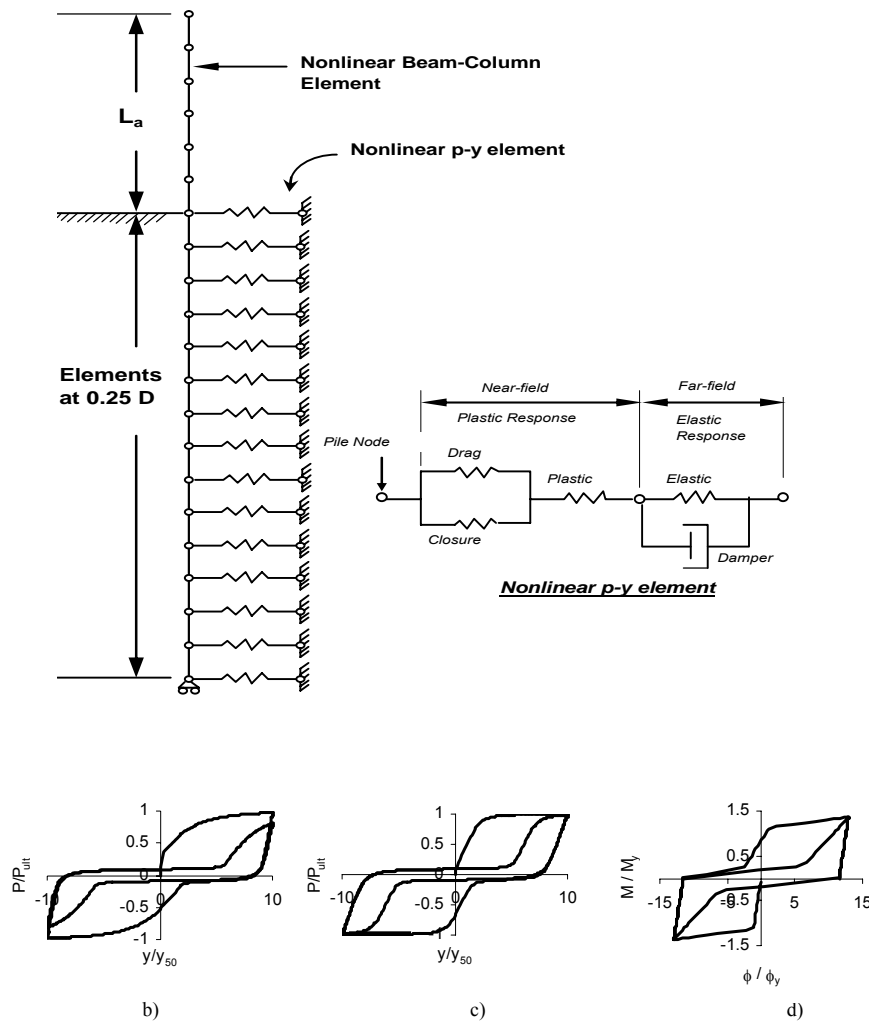 Nonlinear Beam-Column
Element
La
Nonlinear p-y element
Elements
at 0.25 D
Near-field
Far-field
Plastic Response
Elastic
Response
Pile Node
Drag
Plastic
Elastic
Closure
Damper
Nonlinear p-y element
P/Pult
1
0.5
0
-10
0
10
-0.5
-1
y/y50
P/Pult
1
0.5
0
-10
0
10
-0.5
-1
y/y50
M / My
1.5
0
-15
-5
5
15
-1.5
ϕ / ϕy
b)
c)
d)